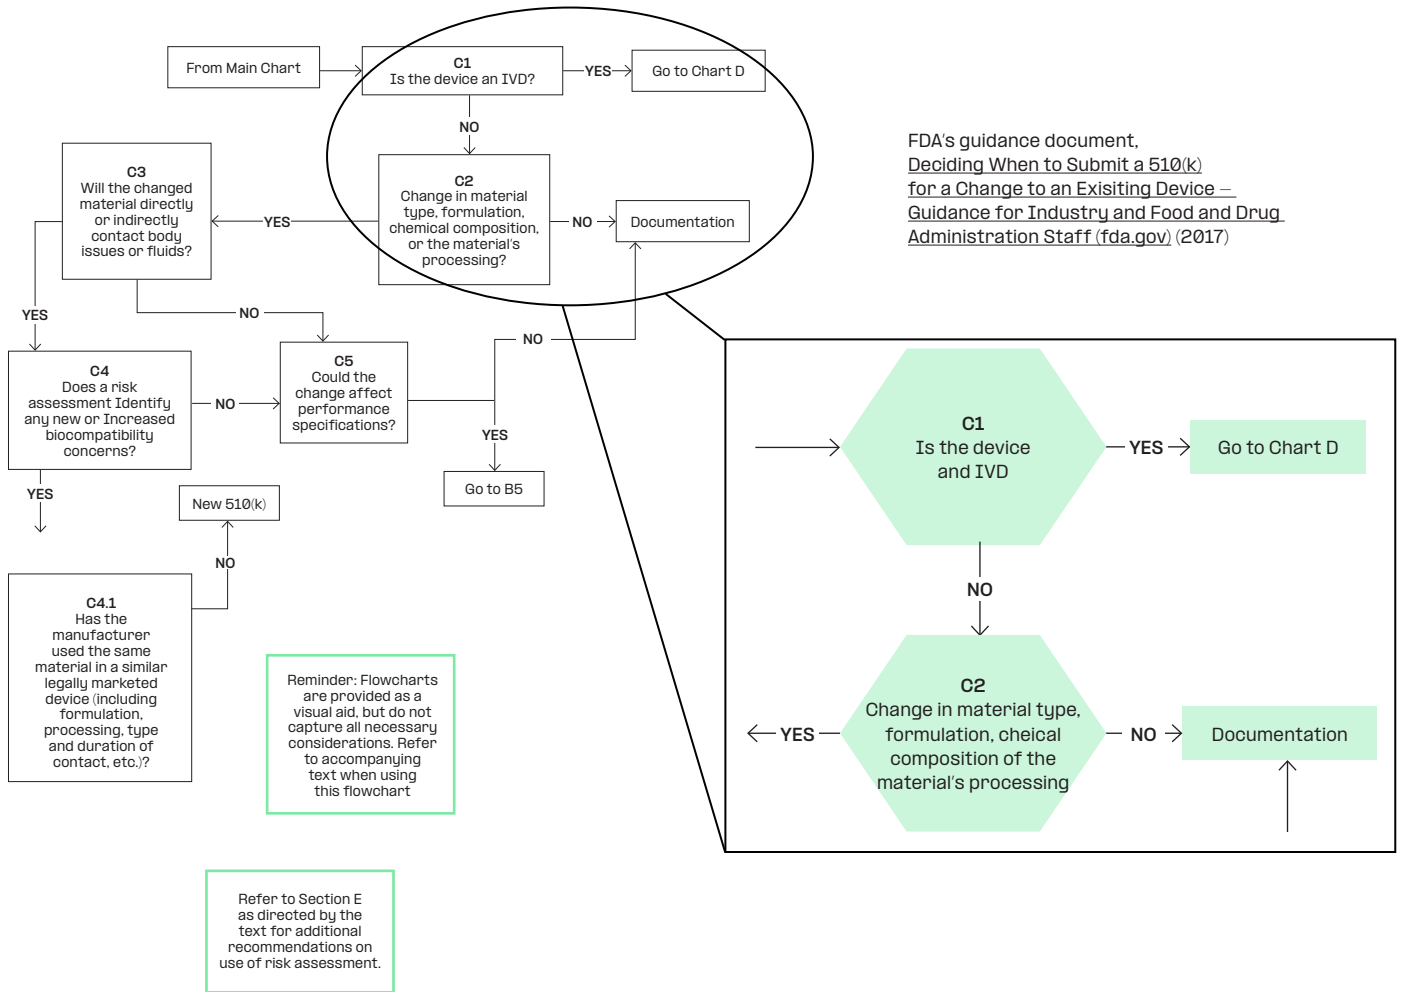 From Main Chart
C1
Is the device an IVD?
YES
Go to Chart D
NO
C2
Change in material
type, formulation,
chemical composition,
or the material's
processing?
NO
Documentation
YES
C3
Will the changed
material directly
or indirectly
contact body
issues or fluids?
YES
NO
C4
Does a risk
assessment Identify
any new or Increased
biocompatibility
concerns?
NO
C5
Could the
change affect
performance
specifications?
NO
YES
Go to B5
YES
New 510(k)
NO
C4.1
Has the
manufacturer
used the same
material in a similar
legally marketed
device (including
formulation,
processing, type
and duration of
contact, etc.)?
Reminder: Flowcharts
are provided as a
visual aid, but do not
capture all necessary
considerations. Refer
to accompanying
text when using
this flowchart
Refer to Section E
as directed by the
text for additional
recommendations on
use of risk assessment.
FDA's guidance document,
Deciding When to Submit a 510(k)
for a Change to an Exisiting Device –
Guidance for Industry and Food and Drug
Administration Staff (fda.gov) (2017)
C1
Is the device
and IVD
YES
Go to Chart D
NO
C2
Change in material type,
formulation, cheical
composition of the
material's processing
YES
NO
Documentation